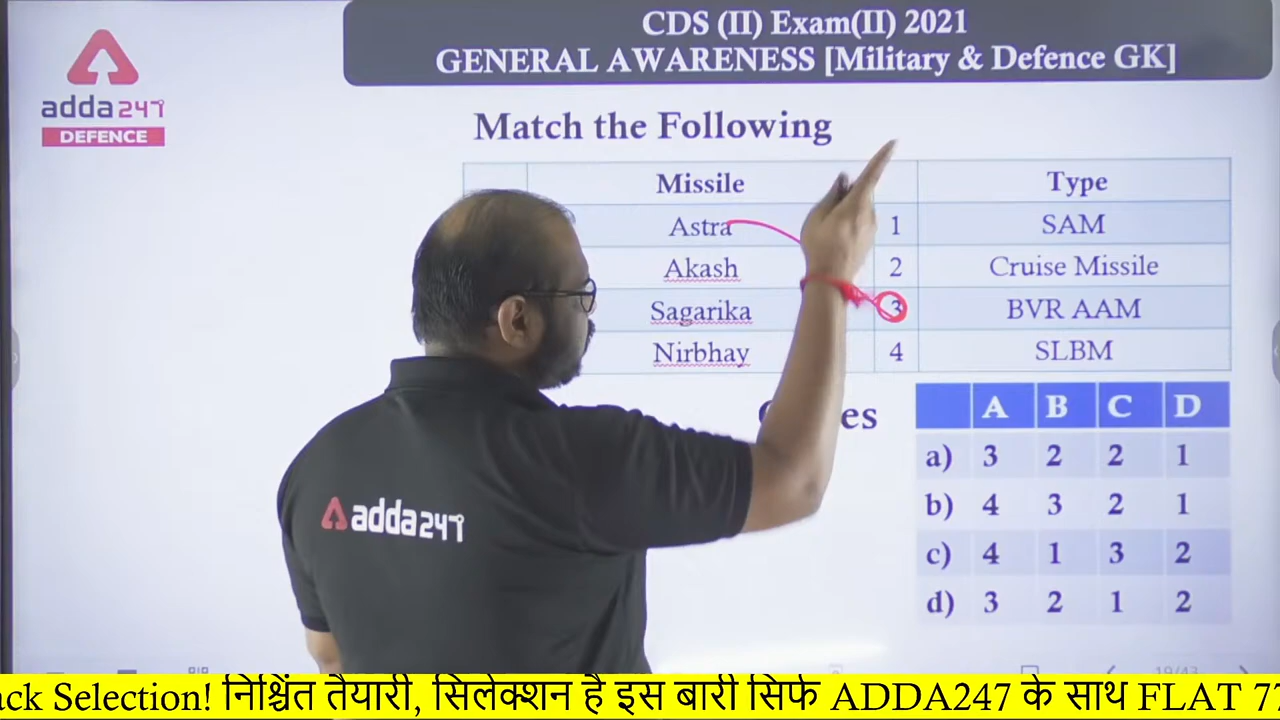 CDS (II) Exam(II) 2021
GENERAL AWARENESS [Military & Defence GK]
adda247
DEFENCE
Match the Following
Missile Type
Astra 1 SAM
Akash 2 Cruise Missile
Sagarika 3 BVR AAM
Nirbhay 4 SLBM
A B C D
a) 3 2 2 1
b) 4 3 2 1
c) 4 1 3 2
d) 3 2 1 2
adda247
19/43
Selection! निश्चिंत तैयारी, सिलेक्शन है इस बारी सिर्फ ADDA247 के साथ FLAT